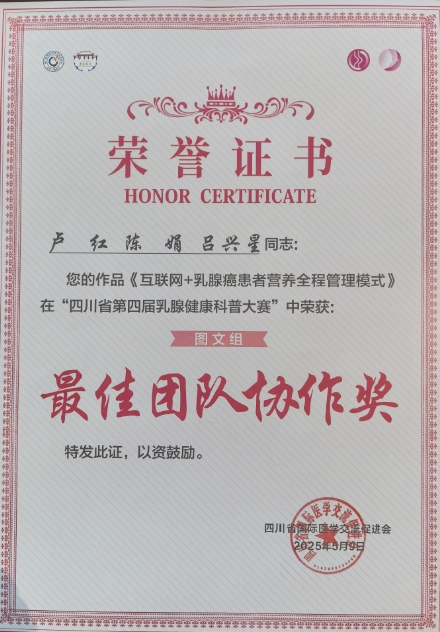 荣誉证书
HONOR CERTIFICATE
卢 红 陈 娟 吕兴星同志:
您的作品《互联网+乳腺癌患者营养全程管理模式》
在“四川省第四届乳腺健康科普大赛”中荣获:
图文组
最佳团队协作奖
特发此证，以资鼓励。
四川省国际医学交流促进会
2025年5月9日